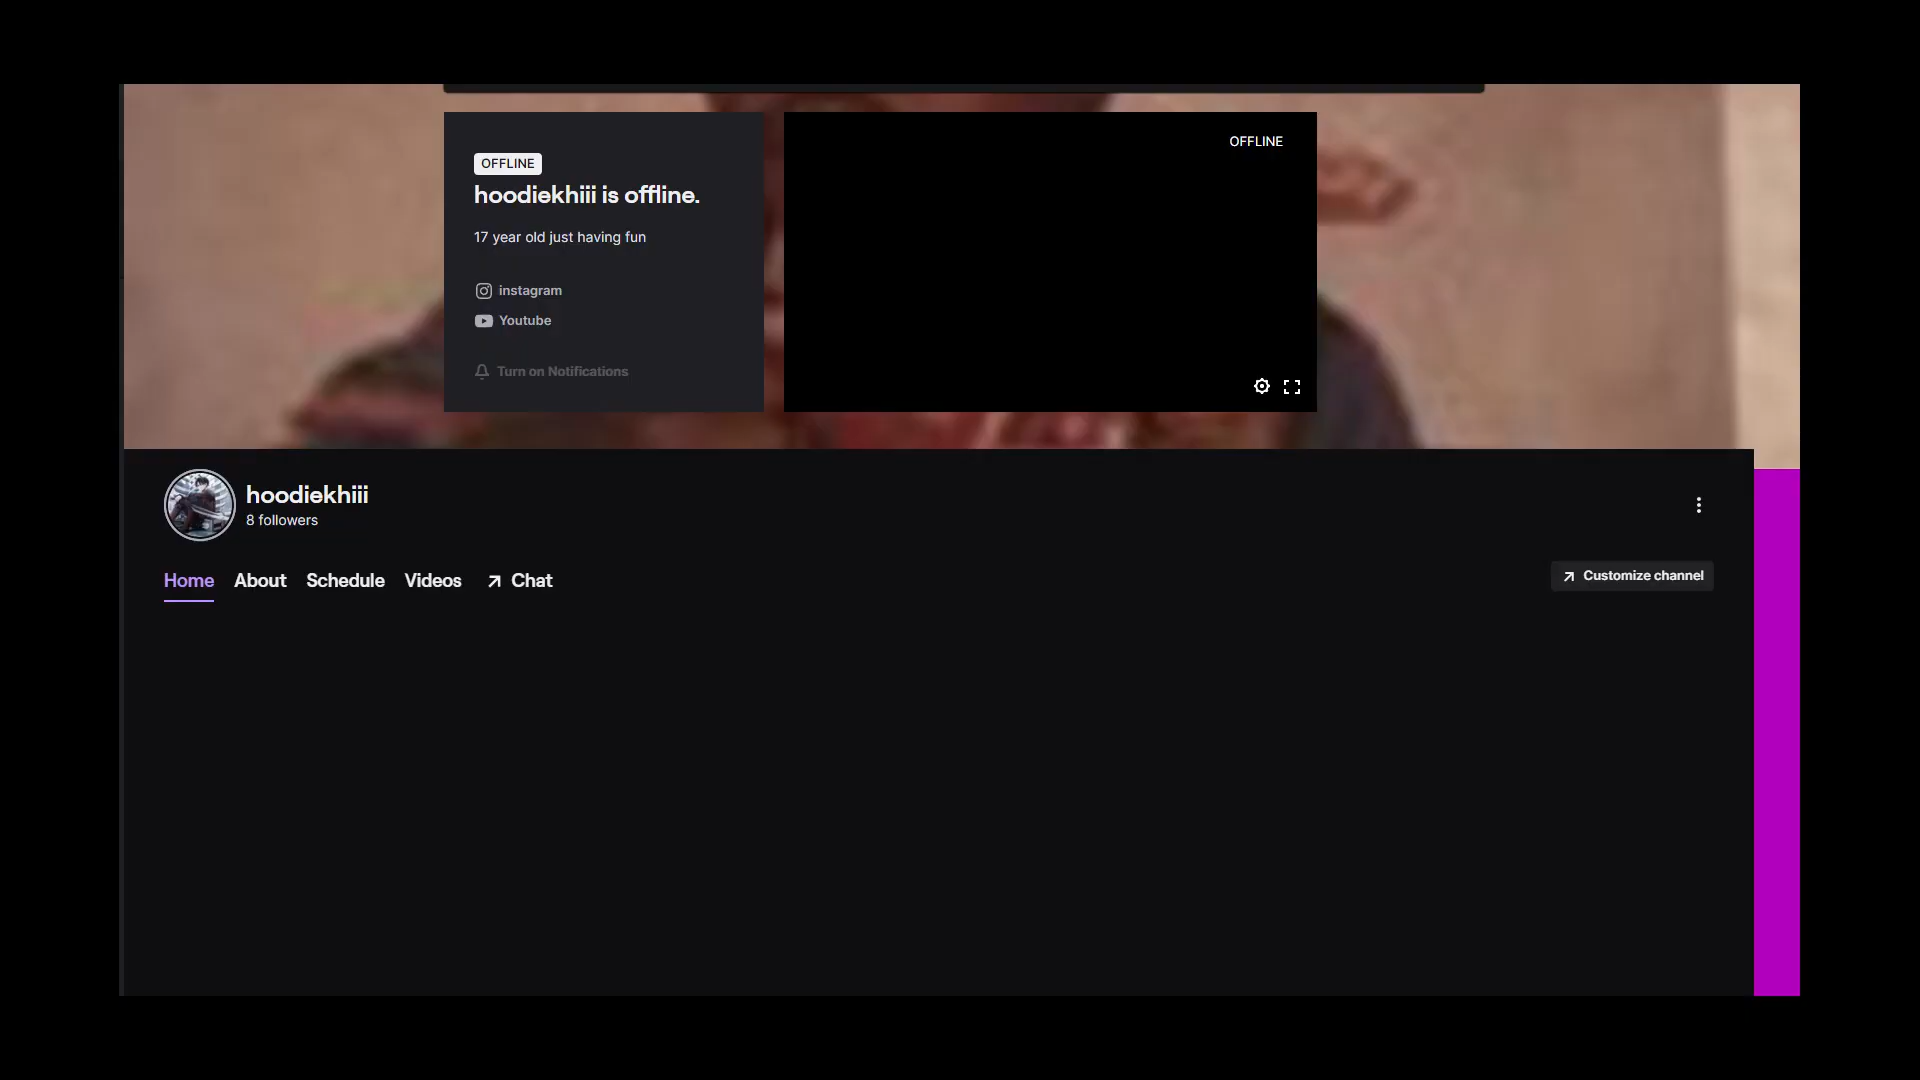 OFFLINE
OFFLINE
hoodiekhiii is offline.
17 year old just having fun
instagram
Youtube
Turn on Notifications
hoodiekhiii
8 followers
Home About Schedule Videos Chat
Customize channel